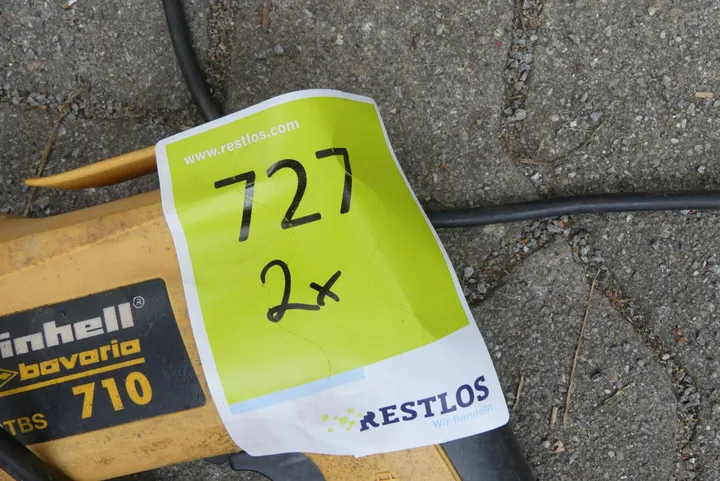 www.restlos.com
727
2x
RESTLOS
Wir handeln.
inhell®
bavaria
710
TBS